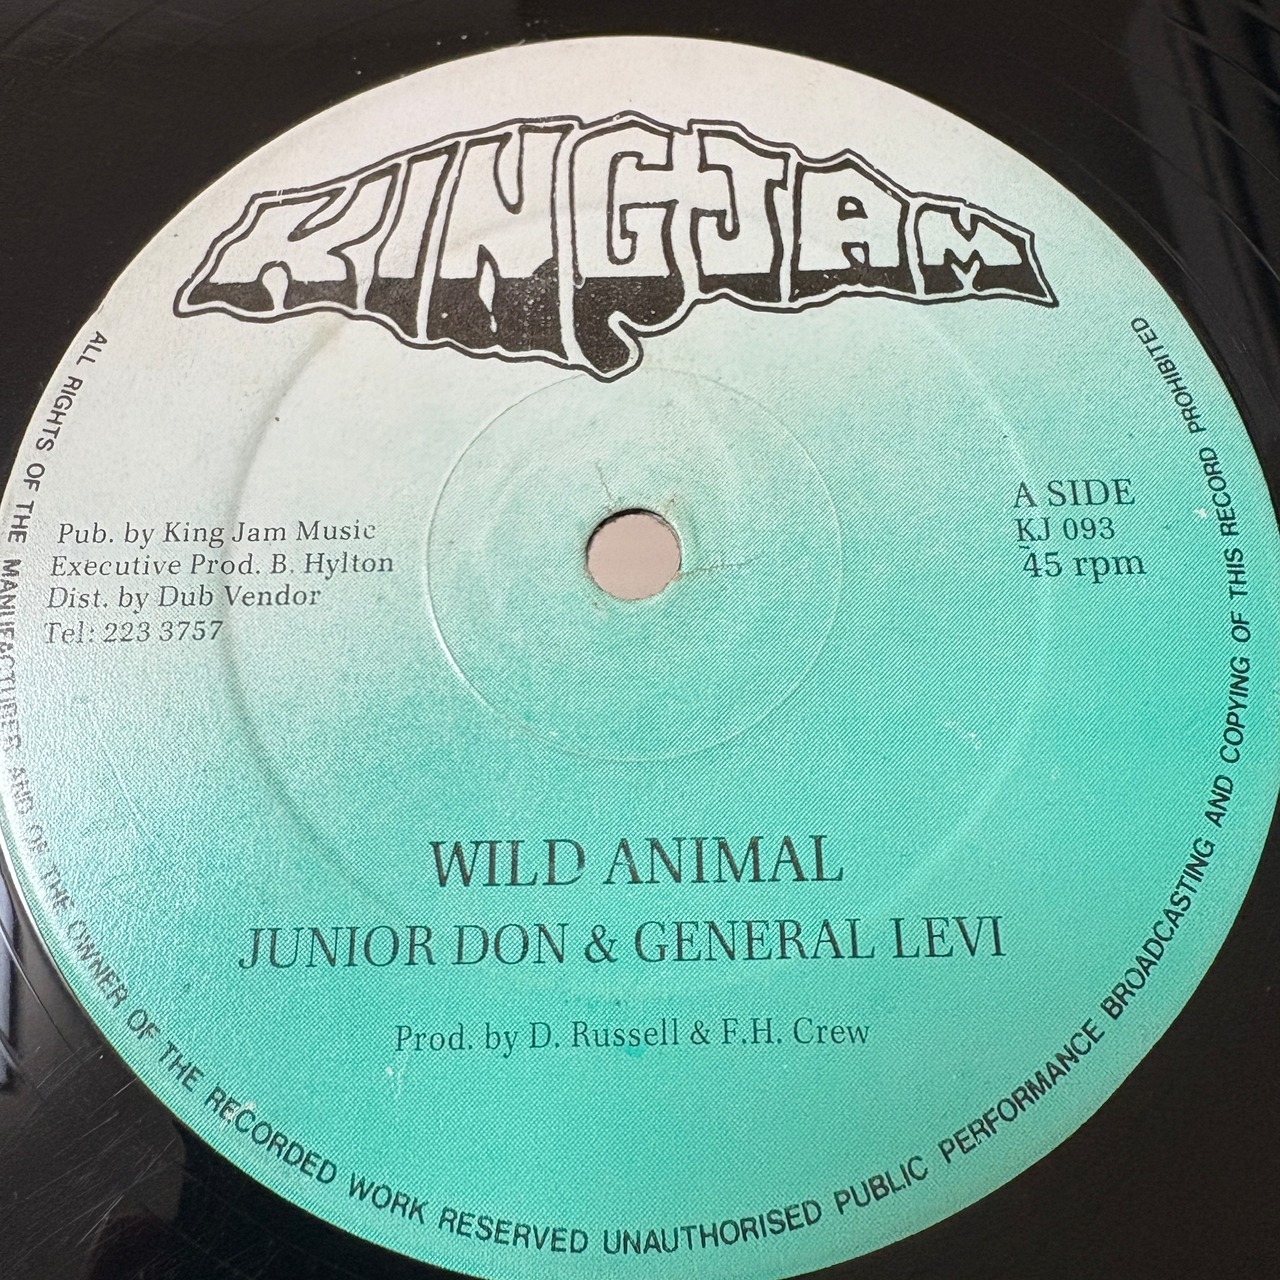 KING JAM
Pub. by King Jam Music
Executive Prod. B. Hylton
Dist. by Dub Vendor
Tel: 223 3757
A SIDE
KJ 093
45 rpm
WILD ANIMAL
JUNIOR DON & GENERAL LEVI
Prod. by D. Russell & F.H. Crew
ALL RIGHTS OF THE MANUFACTURER AND OF THE OWNER OF THE RECORDED WORK RESERVED UNAUTHORISED PUBLIC PERFORMANCE BROADCASTING AND COPYING OF THIS RECORD PROHIBITED